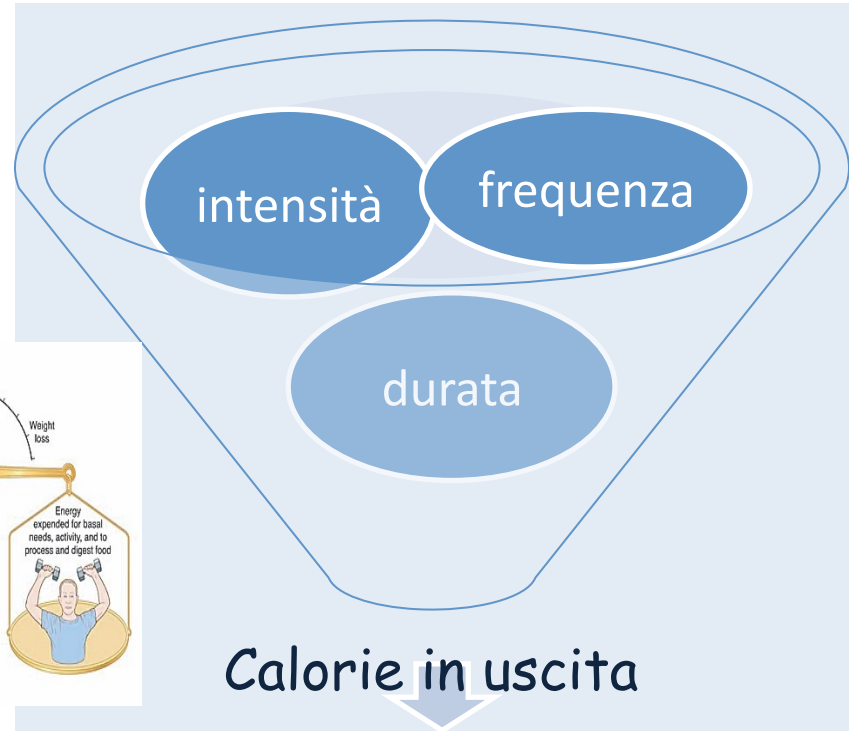 intensità
frequenza
durata
Weight
loss
Energy
expended for basal
needs, activity, and to
process and digest food
Calorie in uscita